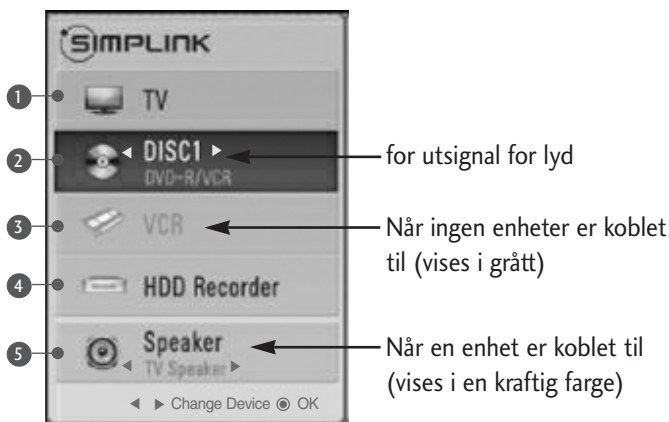 SIMPLINK
1 TV
2 ◄ DISC1 ► for utsignal for lyd
DVD-R/VCR
3 VCR Når ingen enheter er koblet
til (vises i grått)
4 HDD Recorder
5 Speaker Når en enhet er koblet til
◄ TV Speaker ► (vises i en kraftig farge)
◄ ► Change Device ◉ OK